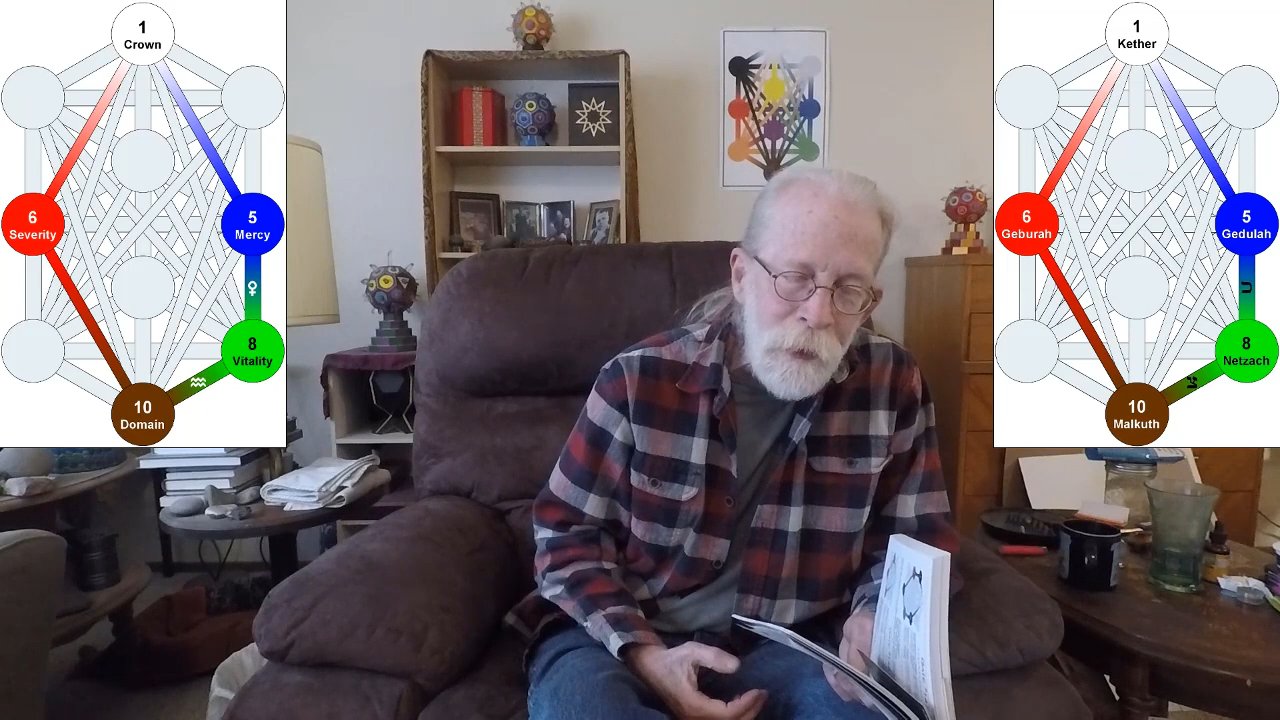 1
Crown
6
Severity
5
Mercy
♀
8
Vitality
♒
10
Domain
1
Kether
6
Geburah
5
Gedulah
נ
8
Netzach
צ
10
Malkuth